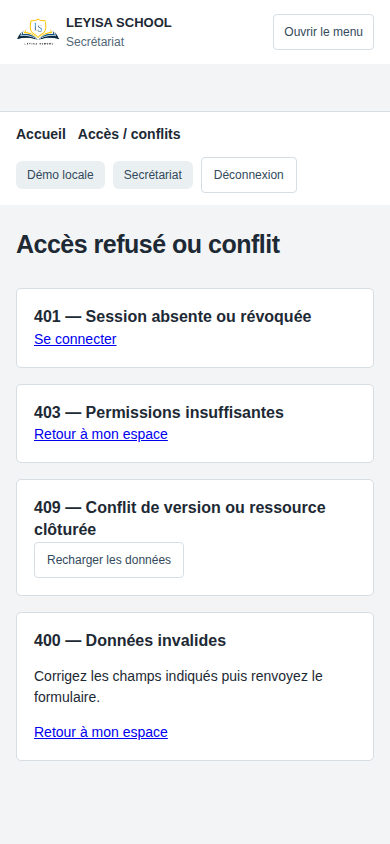 LEYISA SCHOOL
Secrétariat
Ouvrir le menu
Accueil Accès / conflits
Démo locale Secrétariat Déconnexion
Accès refusé ou conflit
401 — Session absente ou révoquée
Se connecter
403 — Permissions insuffisantes
Retour à mon espace
409 — Conflit de version ou ressource
clôturée
Recharger les données
400 — Données invalides
Corrigez les champs indiqués puis renvoyez le
formulaire.
Retour à mon espace